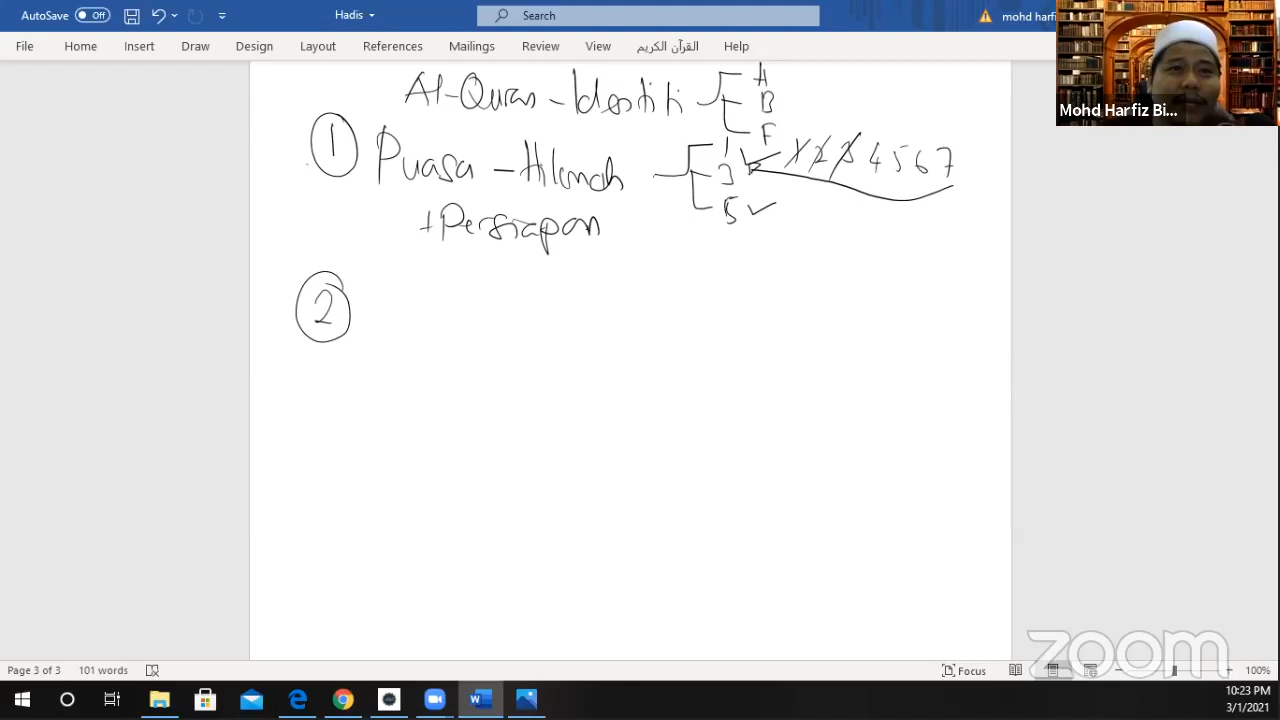 AutoSave Off Hadis Search mohd harfi
File Home Insert Draw Design Layout References Mailings Review View القرآن الكريم Help
Mohd Harfiz Bi...
Al-Quran - Identiti A
B
F
1 Puasa - Hikmah 1
3 1 2 3 4 5 6 7
+Persiapan 5
2
zoom
Page 3 of 3 101 words Focus 100%
10:23 PM
3/1/2021